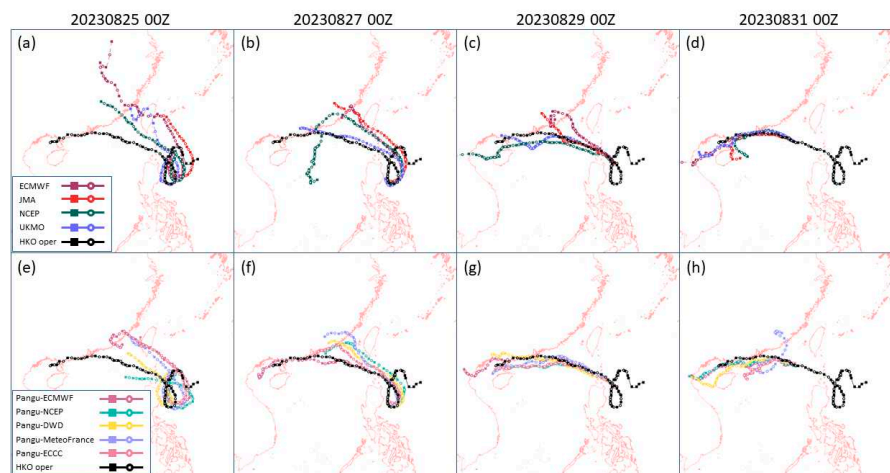 20230825 00Z 20230827 00Z 20230829 00Z 20230831 00Z
(a) (b) (c) (d)
ECMWF
JMA
NCEP
UKMO
HKO oper
(e) (f) (g) (h)
Pangu-ECMWF
Pangu-NCEP
Pangu-DWD
Pangu-MeteoFrance
Pangu-ECCC
HKO oper